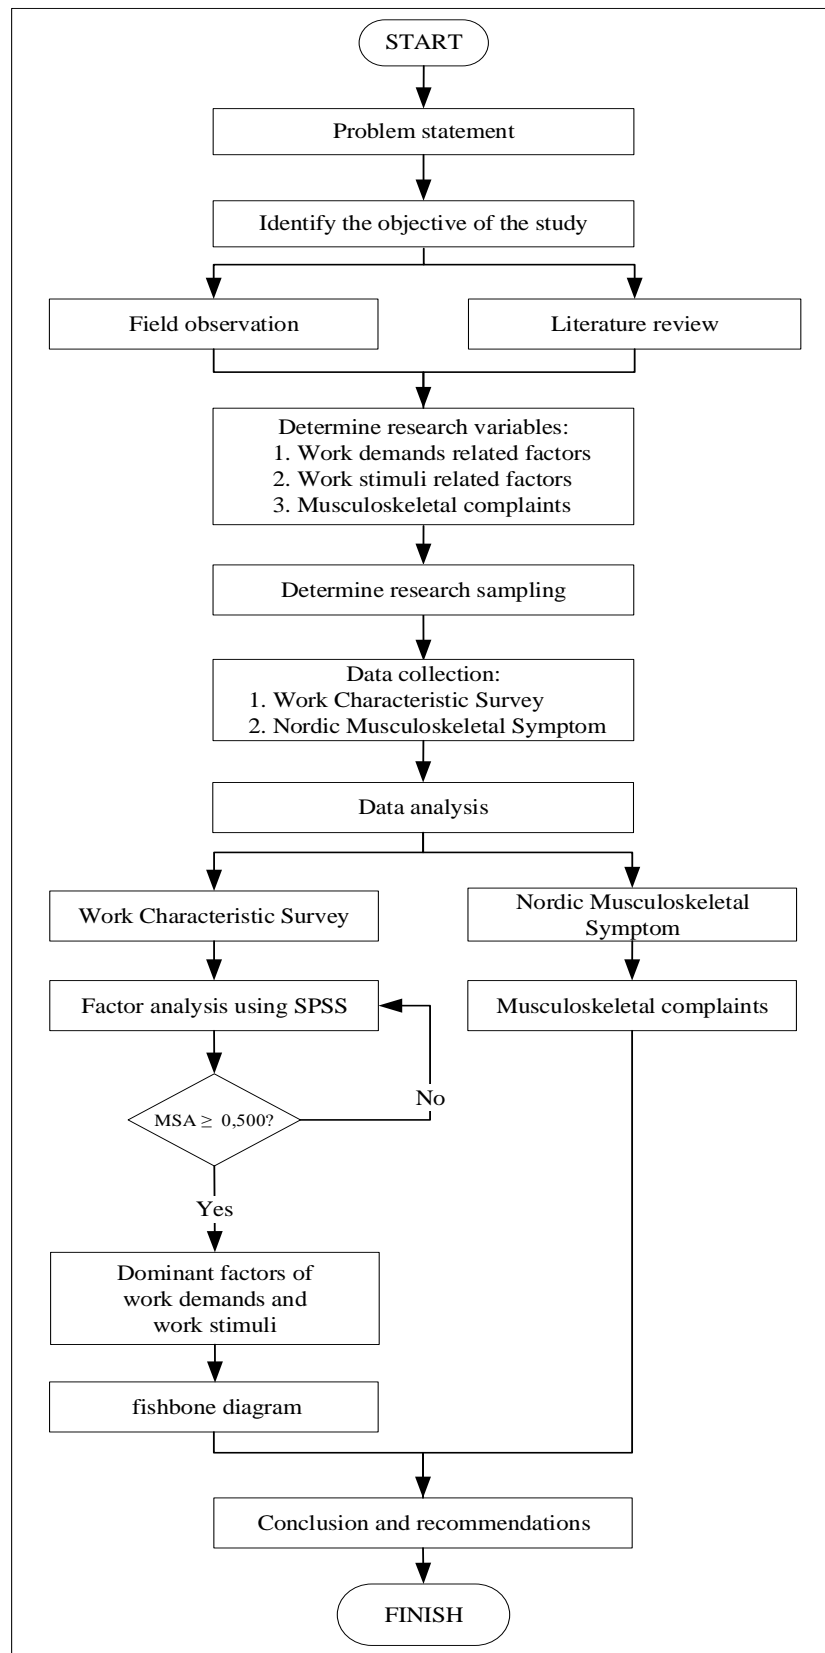 START
Problem statement
Identify the objective of the study
Field observation
Literature review
Determine research variables:
1. Work demands related factors
2. Work stimuli related factors
3. Musculoskeletal complaints
Determine research sampling
Data collection:
1. Work Characteristic Survey
2. Nordic Musculoskeletal Symptom
Data analysis
Work Characteristic Survey
Nordic Musculoskeletal
Symptom
Factor analysis using SPSS
Musculoskeletal complaints
MSA ≥ 0,500?
No
Yes
Dominant factors of
work demands and
work stimuli
fishbone diagram
Conclusion and recommendations
FINISH